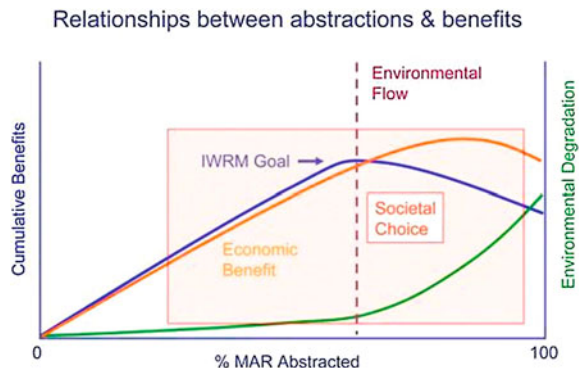 Relationships between abstractions & benefits
Environmental
Flow
IWRM Goal
Societal
Choice
Economic
Benefit
Cumulative Benefits
Environmental Degradation
0
100
% MAR Abstracted